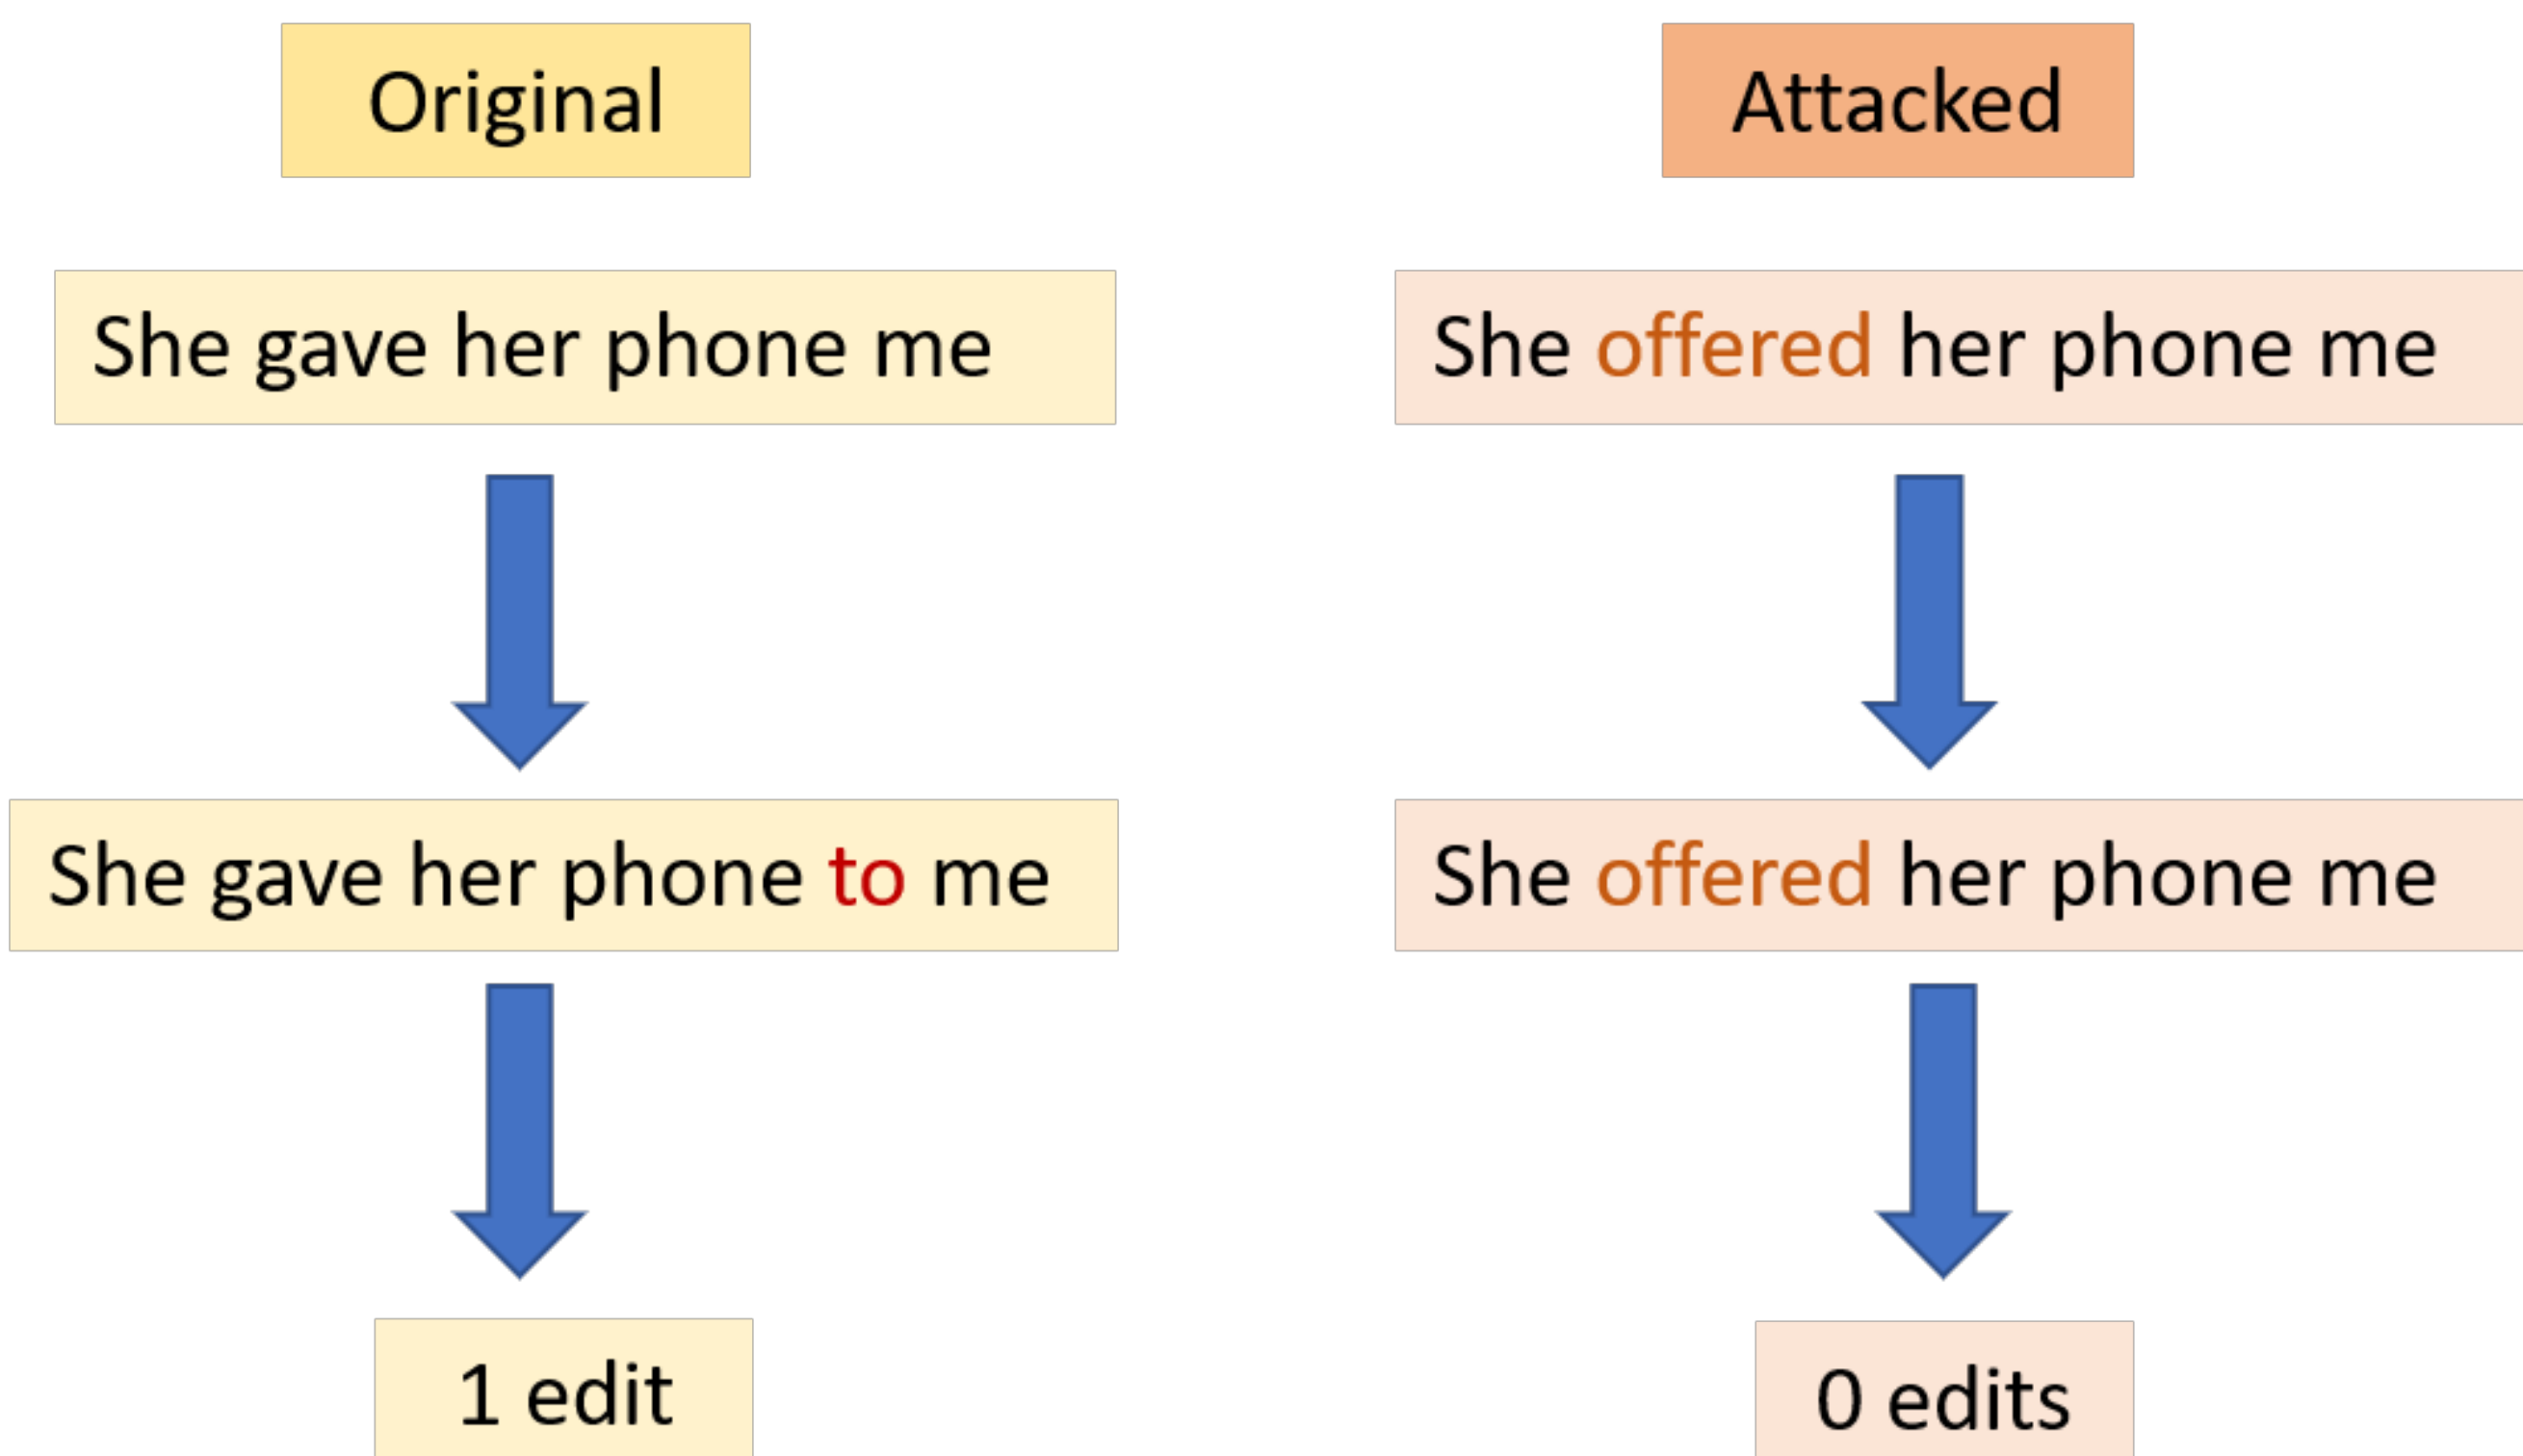 Original
Attacked
She gave her phone me
She offered her phone me
She gave her phone to me
She offered her phone me
1 edit
0 edits